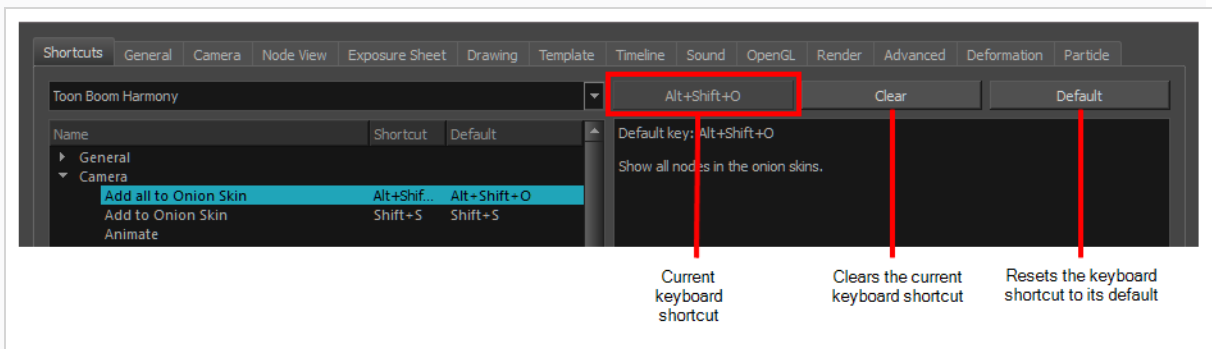 Shortcuts General Camera Node View Exposure Sheet Drawing Template Timeline Sound OpenGL Render Advanced Deformation Particle
Toon Boom Harmony Alt+Shift+O Clear Default
Name Shortcut Default
Default key: Alt+Shift+O
General
Show all nodes in the onion skins.
Camera
Add all to Onion Skin Alt+Shif... Alt+Shift+O
Add to Onion Skin Shift+S Shift+S
Animate
Current
keyboard
shortcut
Clears the current
keyboard shortcut
Resets the keyboard
shortcut to its default